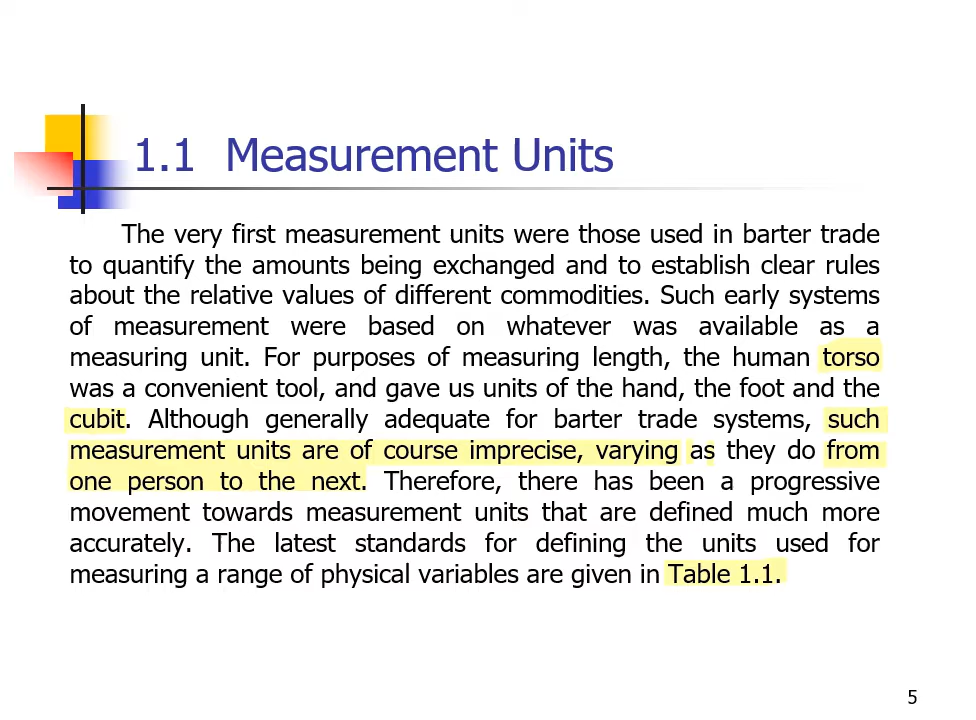 1.1 Measurement Units
The very first measurement units were those used in barter trade
to quantify the amounts being exchanged and to establish clear rules
about the relative values of different commodities. Such early systems
of measurement were based on whatever was available as a
measuring unit. For purposes of measuring length, the human torso
was a convenient tool, and gave us units of the hand, the foot and the
cubit. Although generally adequate for barter trade systems, such
measurement units are of course imprecise, varying as they do from
one person to the next. Therefore, there has been a progressive
movement towards measurement units that are defined much more
accurately. The latest standards for defining the units used for
measuring a range of physical variables are given in Table 1.1.
5